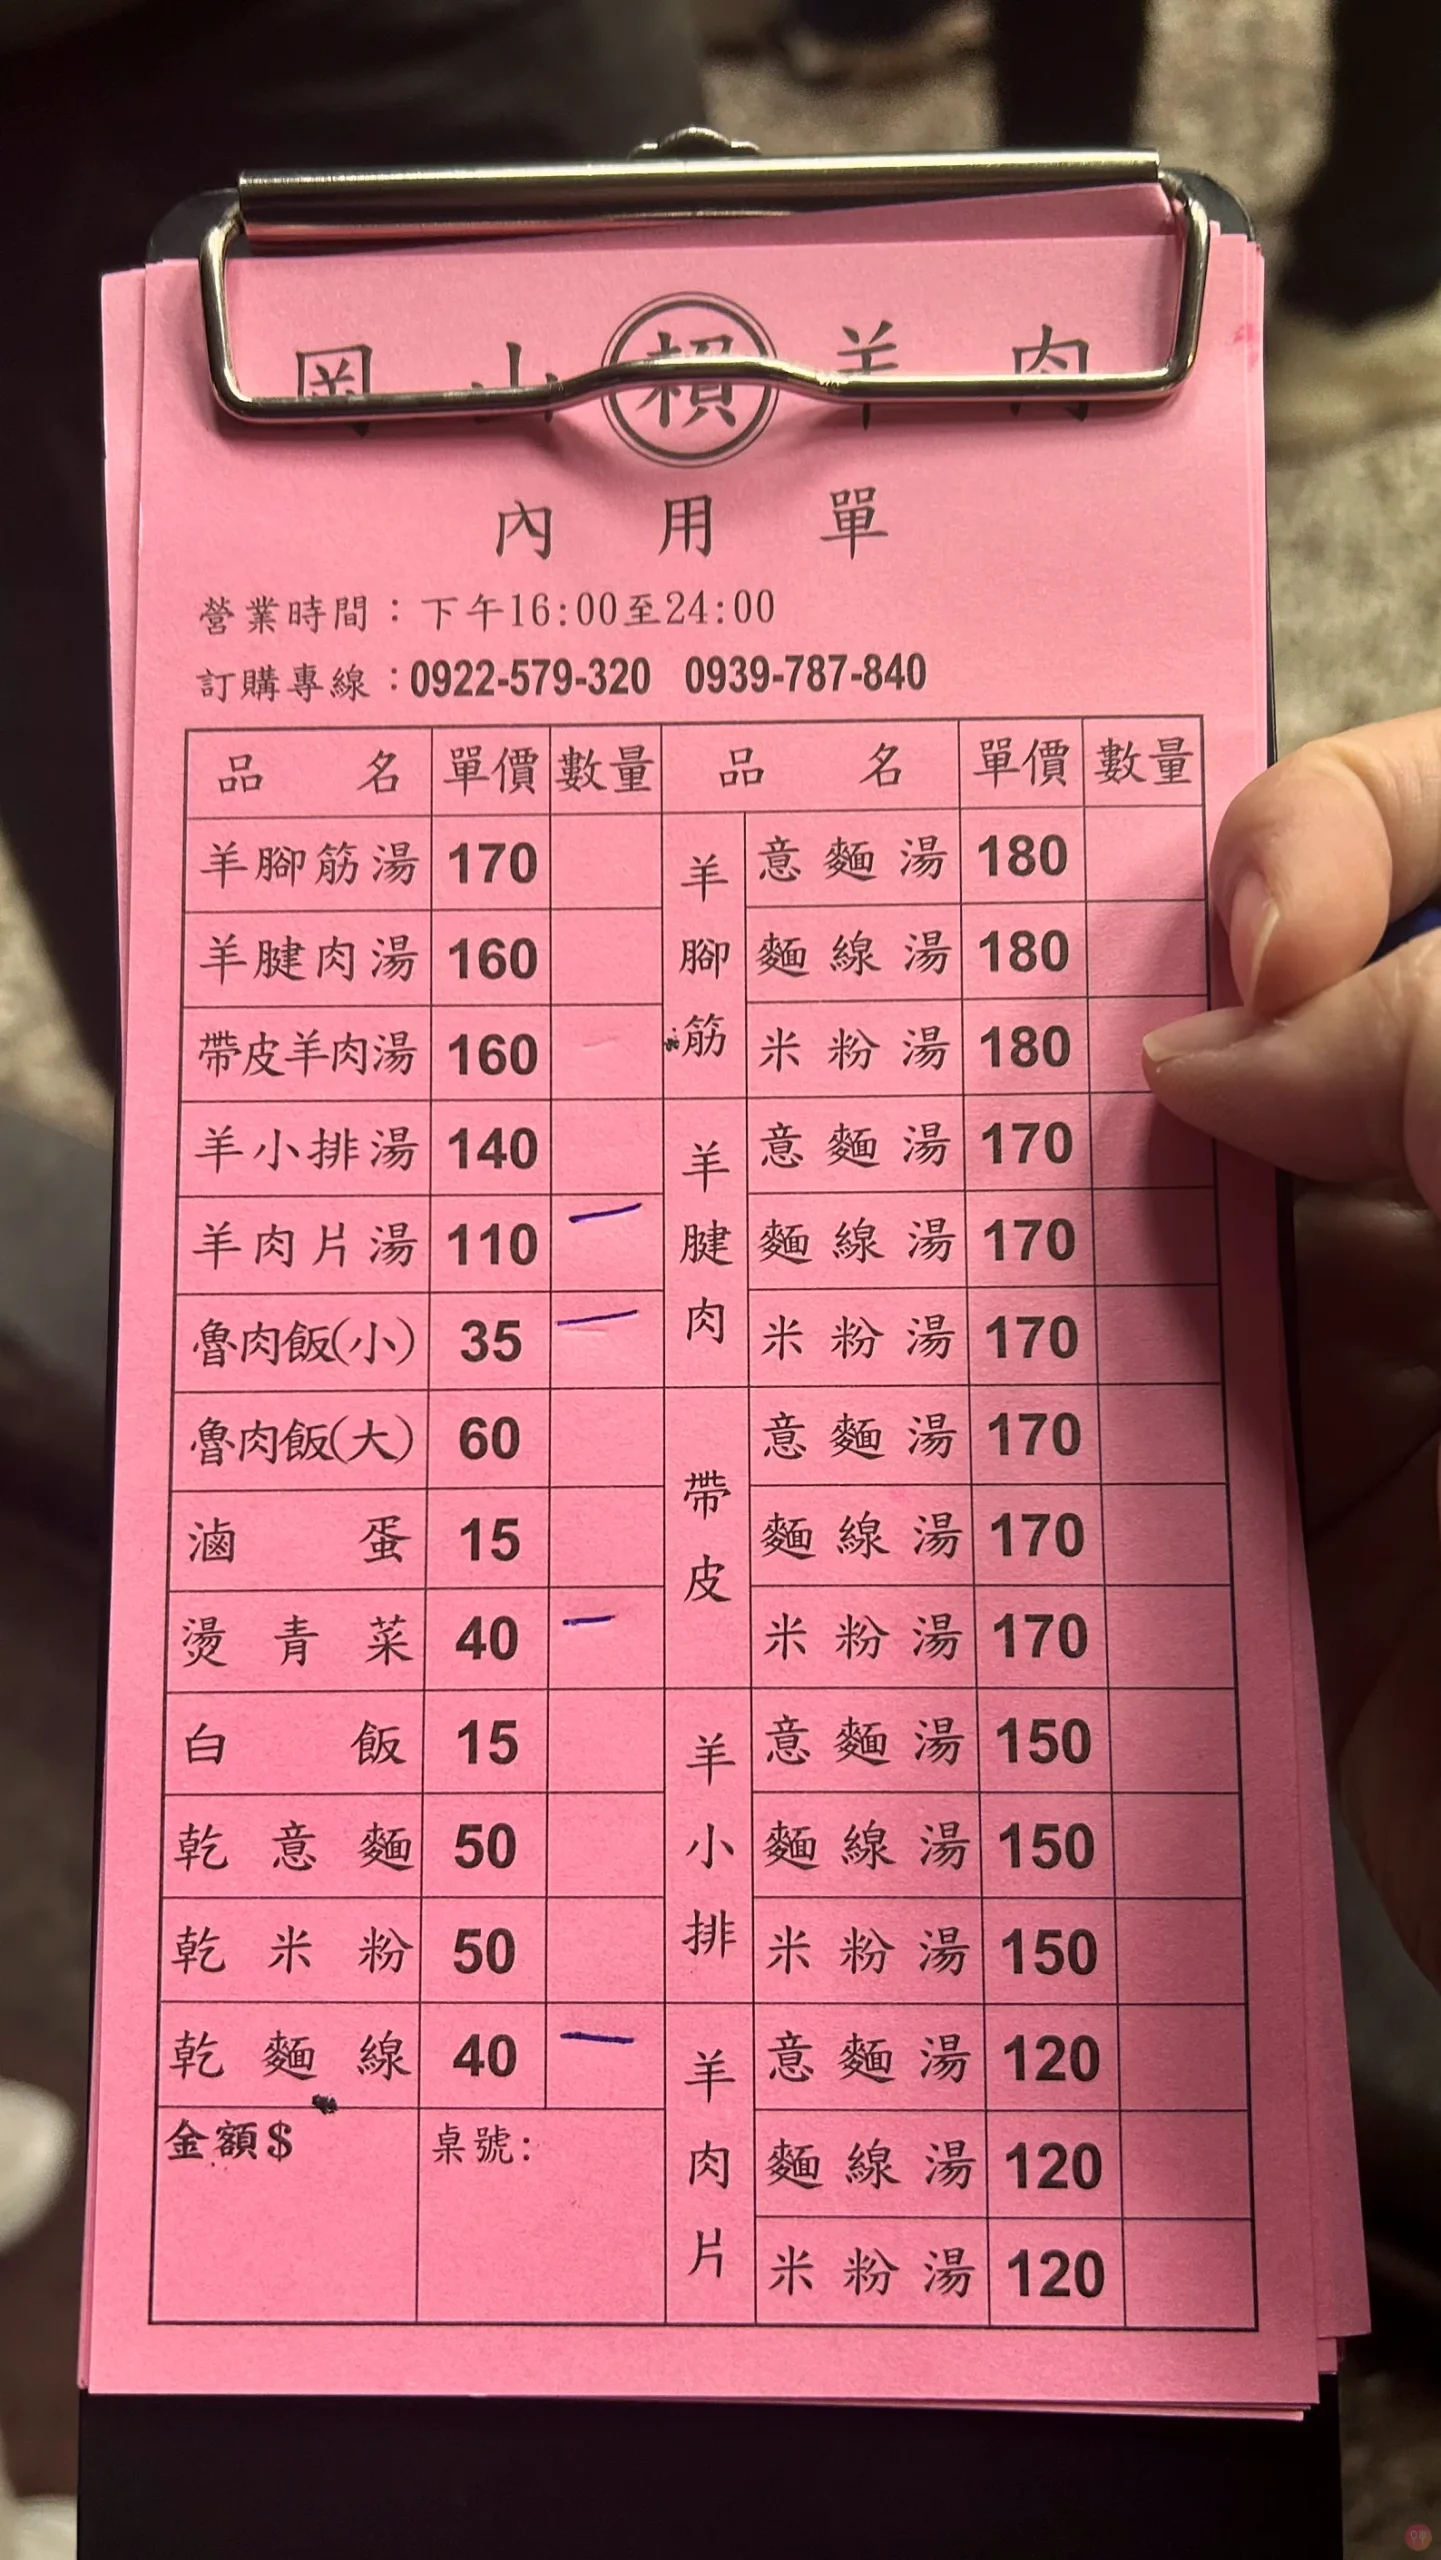 岡山賴羊肉
內用單
營業時間：下午16:00至24:00
訂購專線：0922-579-320 0939-787-840
品名 單價 數量 品名 單價 數量
羊腳筋湯 170 羊腳筋 意麵湯 180
羊腱肉湯 160 麵線湯 180
帶皮羊肉湯 160 米粉湯 180
羊小排湯 140 羊腱肉 意麵湯 170
羊肉片湯 110 一 麵線湯 170
魯肉飯(小) 35 一 米粉湯 170
魯肉飯(大) 60 帶皮 意麵湯 170
滷蛋 15 麵線湯 170
燙青菜 40 一 米粉湯 170
白飯 15 羊小排 意麵湯 150
乾意麵 50 麵線湯 150
乾米粉 50 米粉湯 150
乾麵線 40 一 羊肉片 意麵湯 120
金額$ 桌號: 麵線湯 120
米粉湯 120